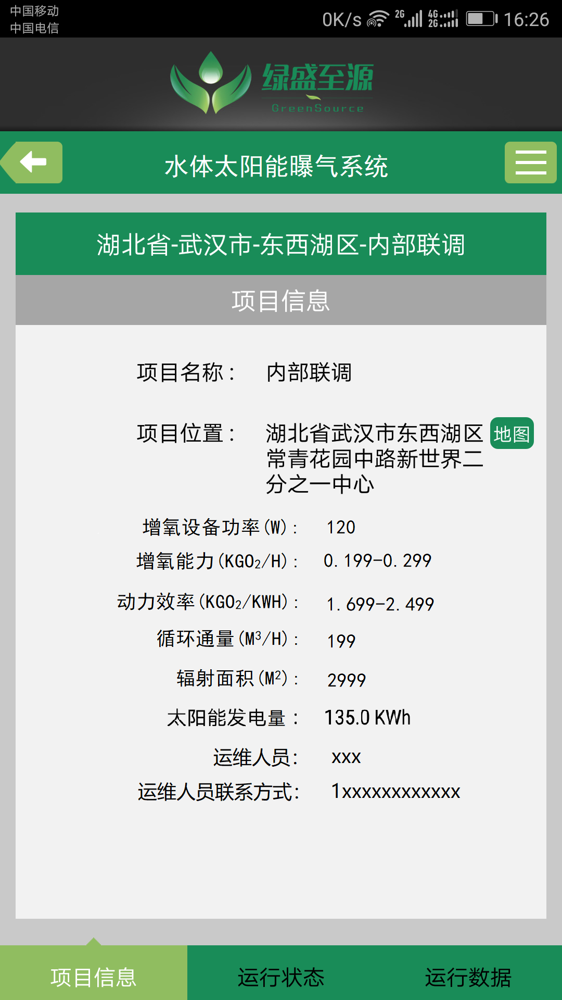 中国移动
中国电信
0K/s 2G 4G 2G 16:26
绿盛至源
GreenSource
水体太阳能曝气系统
湖北省-武汉市-东西湖区-内部联调
项目信息
项目名称： 内部联调
项目位置： 湖北省武汉市东西湖区 地图
常青花园中路新世界二
分之一中心
增氧设备功率(W)： 120
增氧能力(KGO₂/H)： 0.199-0.299
动力效率(KGO₂/KWH)： 1.699-2.499
循环通量(M³/H)： 199
辐射面积(M²)： 2999
太阳能发电量： 135.0 KWh
运维人员： xxx
运维人员联系方式： 1xxxxxxxxxxxx
项目信息 运行状态 运行数据